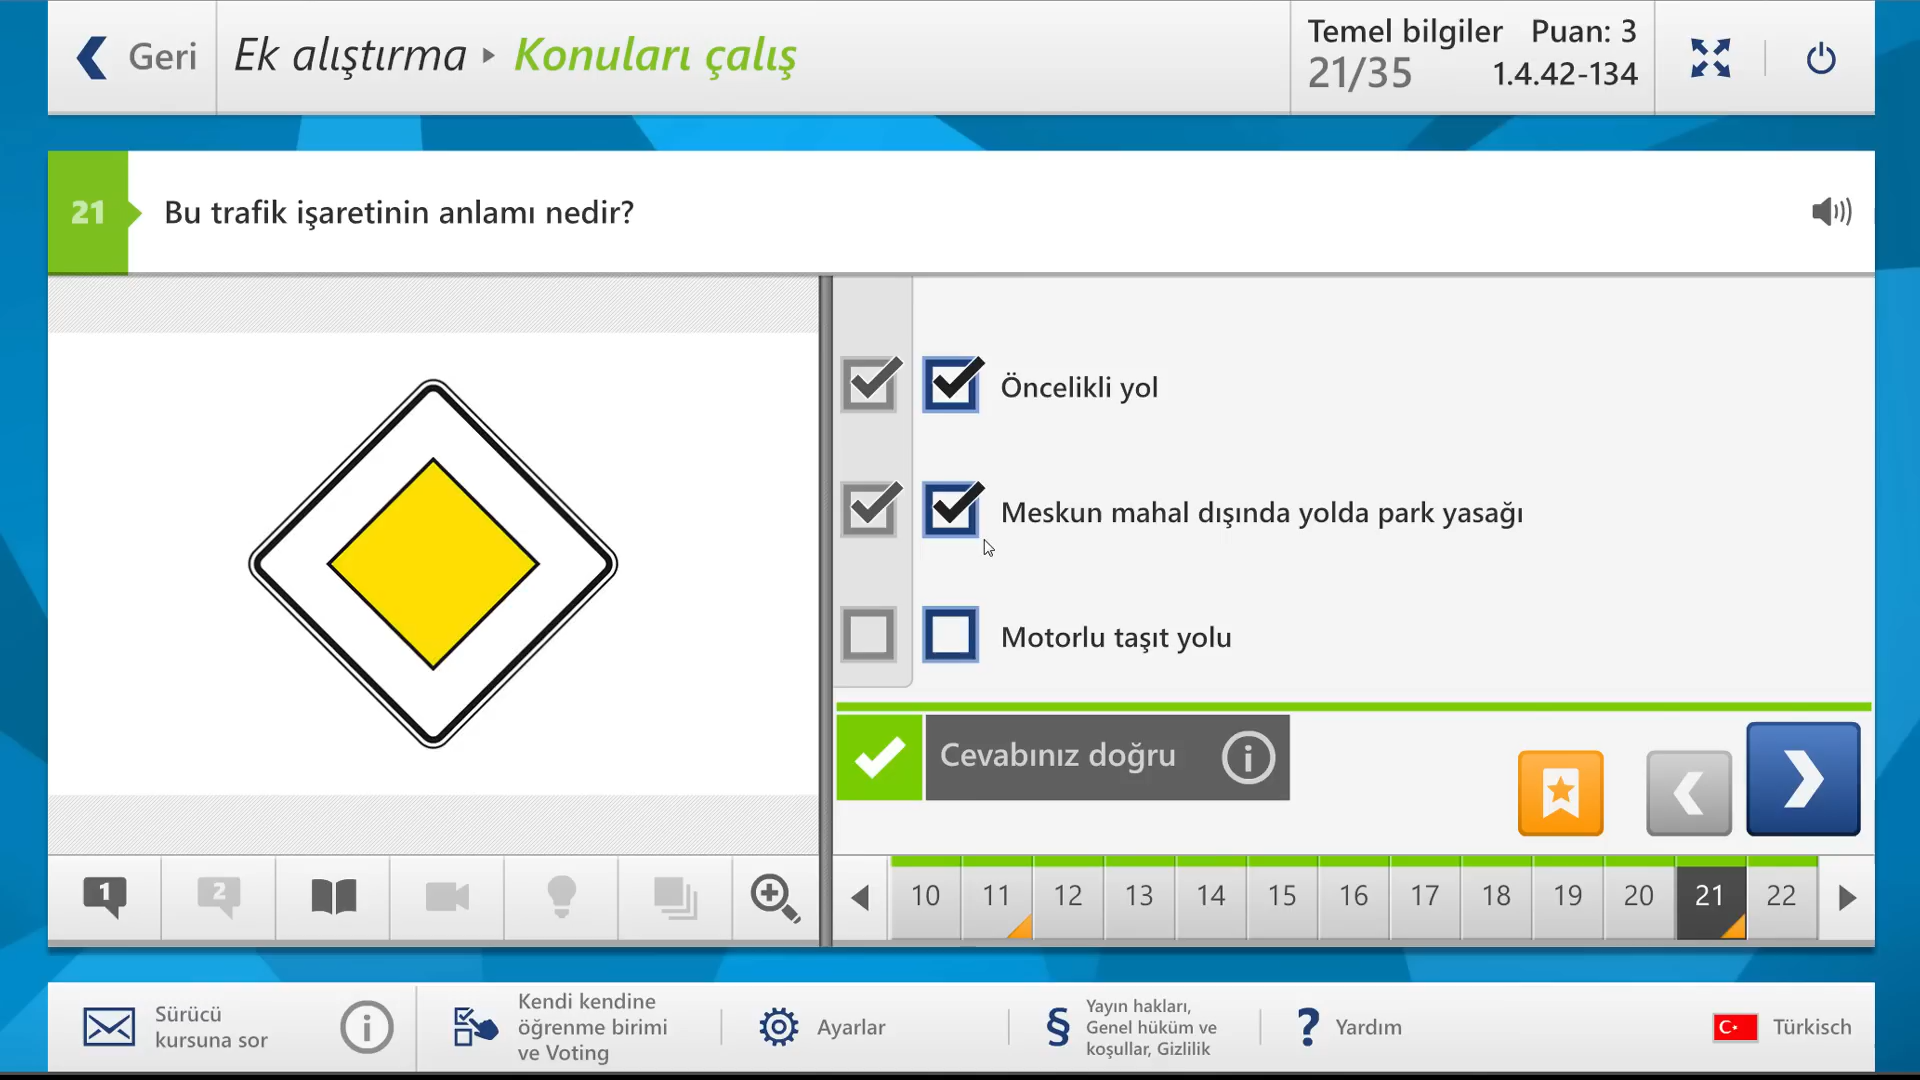 Geri
Ek alıştırma ▸ Konuları çalış
Temel bilgiler Puan: 3
21/35 1.4.42-134
21 Bu trafik işaretinin anlamı nedir?
Öncelikli yol
Meskun mahal dışında yolda park yasağı
Motorlu taşıt yolu
Cevabınız doğru
1 2
10 11 12 13 14 15 16 17 18 19 20 21 22
Sürücü
kursuna sor
Kendi kendine
öğrenme birimi
ve Voting
Ayarlar
§
Yayın hakları,
Genel hüküm ve
koşullar, Gizlilik
? Yardım
Türkisch